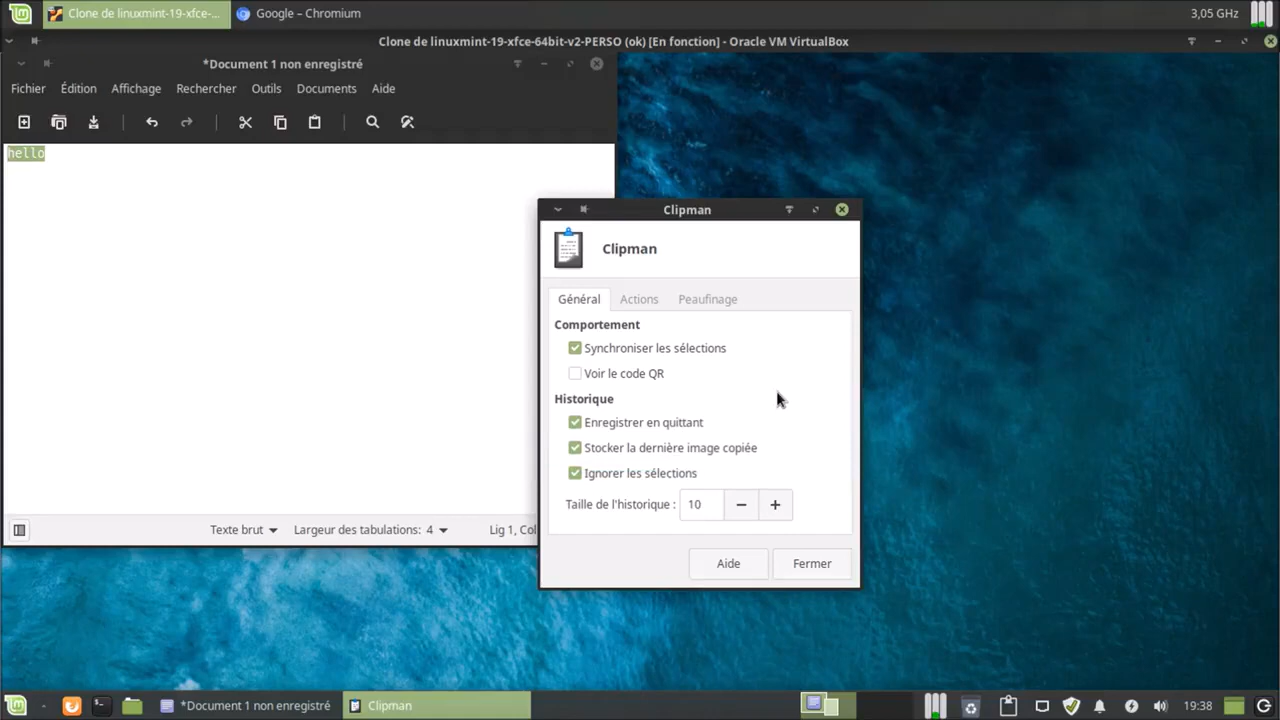 Clone de linuxmint-19-xfce-... Google – Chromium 3,05 GHz
Clone de linuxmint-19-xfce-64bit-v2-PERSO (ok) [En fonction] - Oracle VM VirtualBox
*Document 1 non enregistré
Fichier Édition Affichage Rechercher Outils Documents Aide
hello
Clipman
Clipman
Général Actions Peaufinage
Comportement
Synchroniser les sélections
Voir le code QR
Historique
Enregistrer en quittant
Stocker la dernière image copiée
Ignorer les sélections
Taille de l'historique : 10
Texte brut Largeur des tabulations: 4 Lig 1, Col
Aide Fermer
*Document 1 non enregistré Clipman 19:38